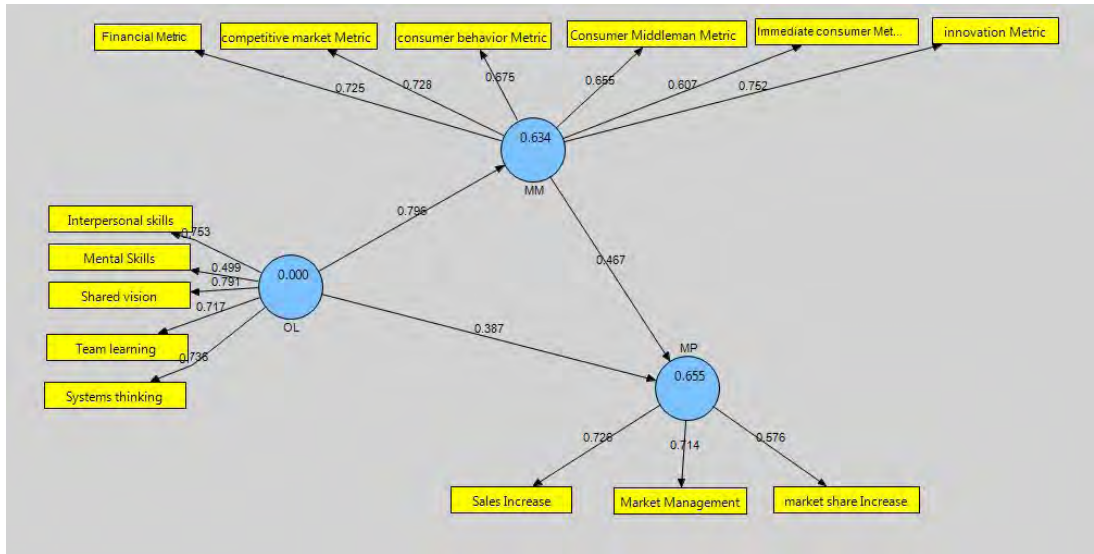 Financial Metric
competitive market Metric
consumer behavior Metric
Consumer Middleman Metric
Immediate consumer Met...
innovation Metric
0.725
0.728
0.675
0.655
0.607
0.752
0.634
MM
Interpersonal skills
Mental Skills
Shared vision
Team learning
Systems thinking
0.753
0.499
0.791
0.717
0.736
0.000
OL
0.796
0.467
0.387
MP
0.655
0.726
0.714
0.576
Sales Increase
Market Management
market share Increase